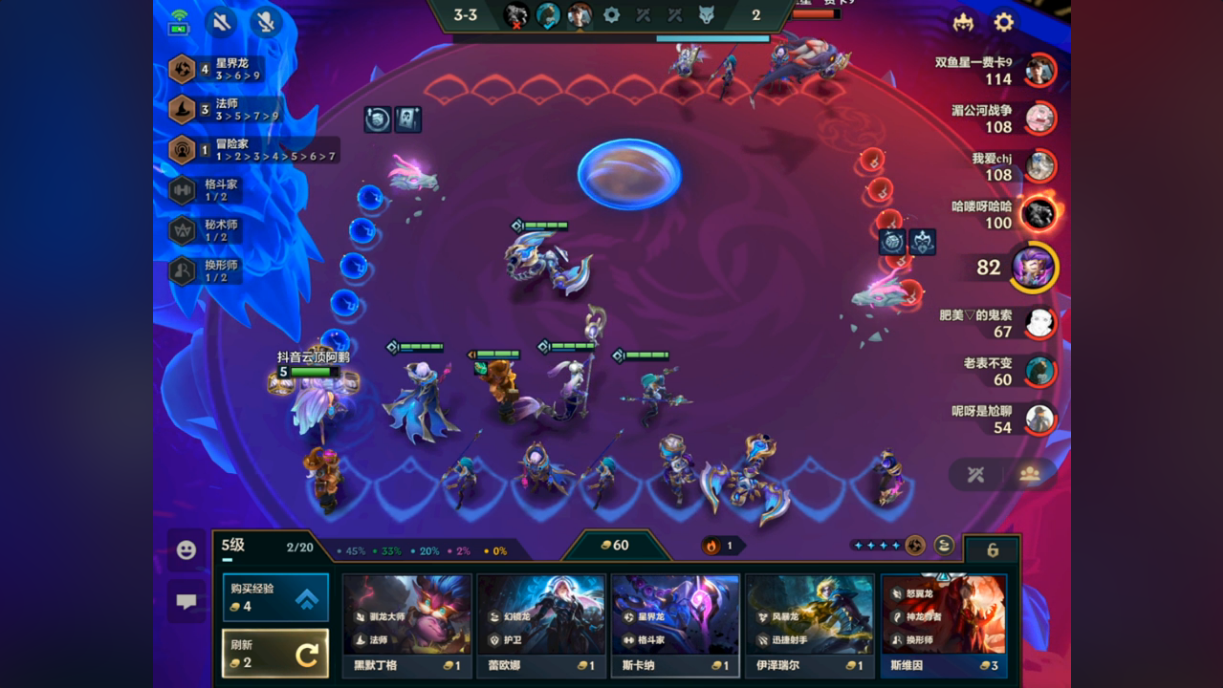 3-3
2
4 星界龙
3 > 6 > 9
3 法师
3 > 5 > 7 > 9
1 冒险家
1 > 2 > 3 > 4 > 5 > 6 > 7
格斗家
1 / 2
秘术师
1 / 2
换形师
1 / 2
双鱼星一费卡9
114
湄公河战争
108
我爱chj
108
哈喽呀哈哈
100
82
肥美▽的鬼索
67
老表不变
60
呢呀是尬聊
54
抖音云顶阿鹏
5
5级
2/20
45% 33% 20% 2% 0%
60
1
购买经验
4
刷新
2
驯龙大师
法师
黑默丁格 1
幻镜龙
护卫
蕾欧娜 1
星界龙
格斗家
斯卡纳 1
风暴龙
迅捷射手
伊泽瑞尔 1
怒翼龙
神龙尊者
换形师
斯维因 3